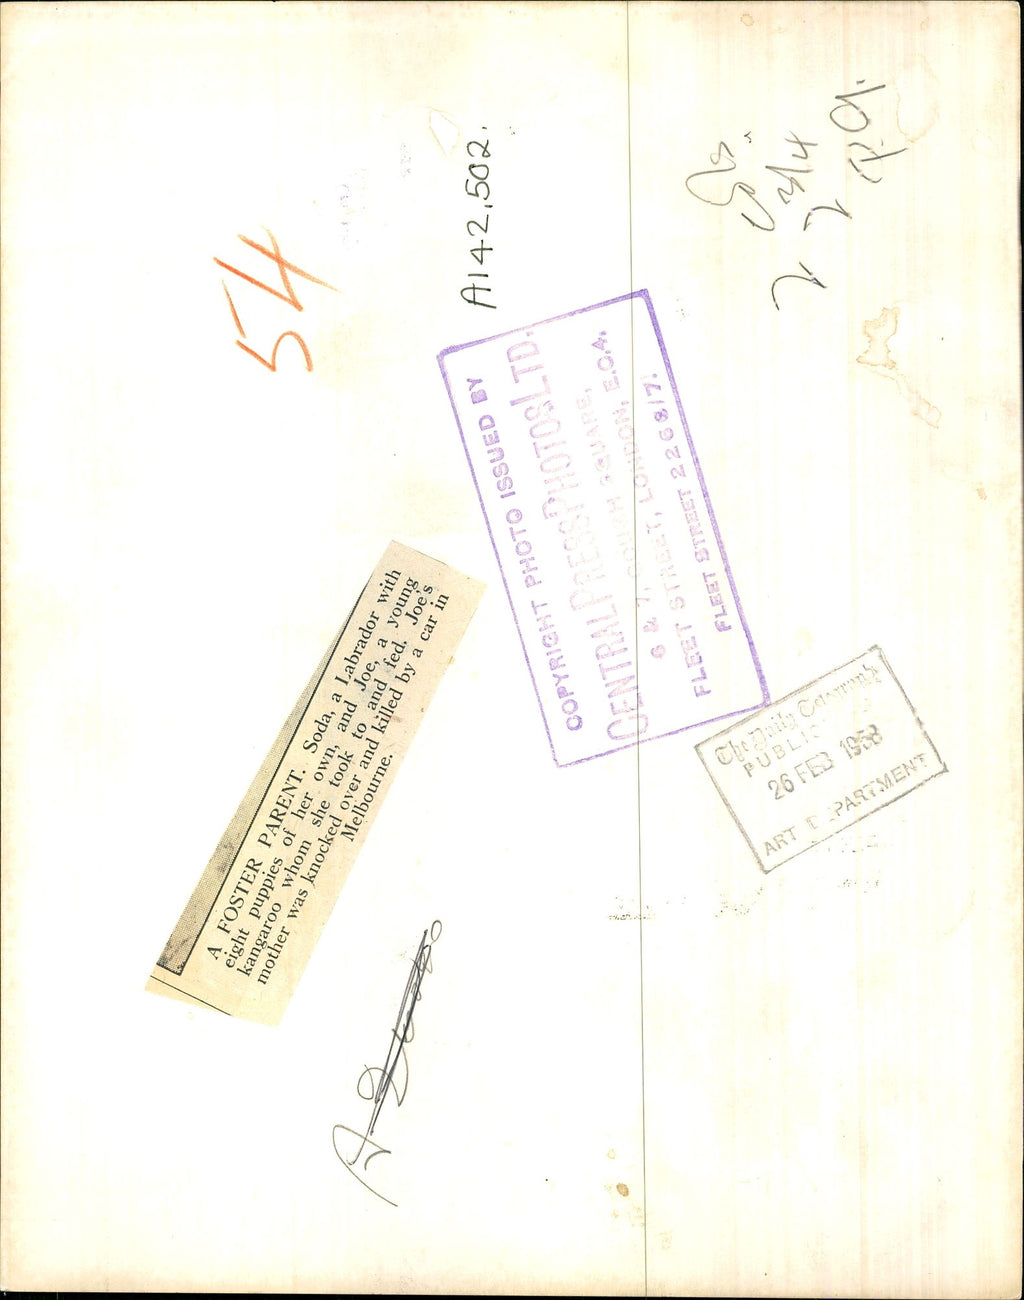 54
A142,502.
3/4
COPYRIGHT PHOTO ISSUED BY
CENTRAL PRESS PHOTOS LTD.
6 & 7, GOUGH SQUARE,
FLEET STREET, LONDON, E.C.4.
FLEET STREET 2268/7.
A FOSTER PARENT. Soda, a Labrador with
eight puppies of her own, and Joe, a young
kangaroo whom she took to and fed. Joe's
mother was knocked over and killed by a car in
Melbourne.
The Daily Telegraph
PUBLIC
26 FEB 1958
ART DEPARTMENT